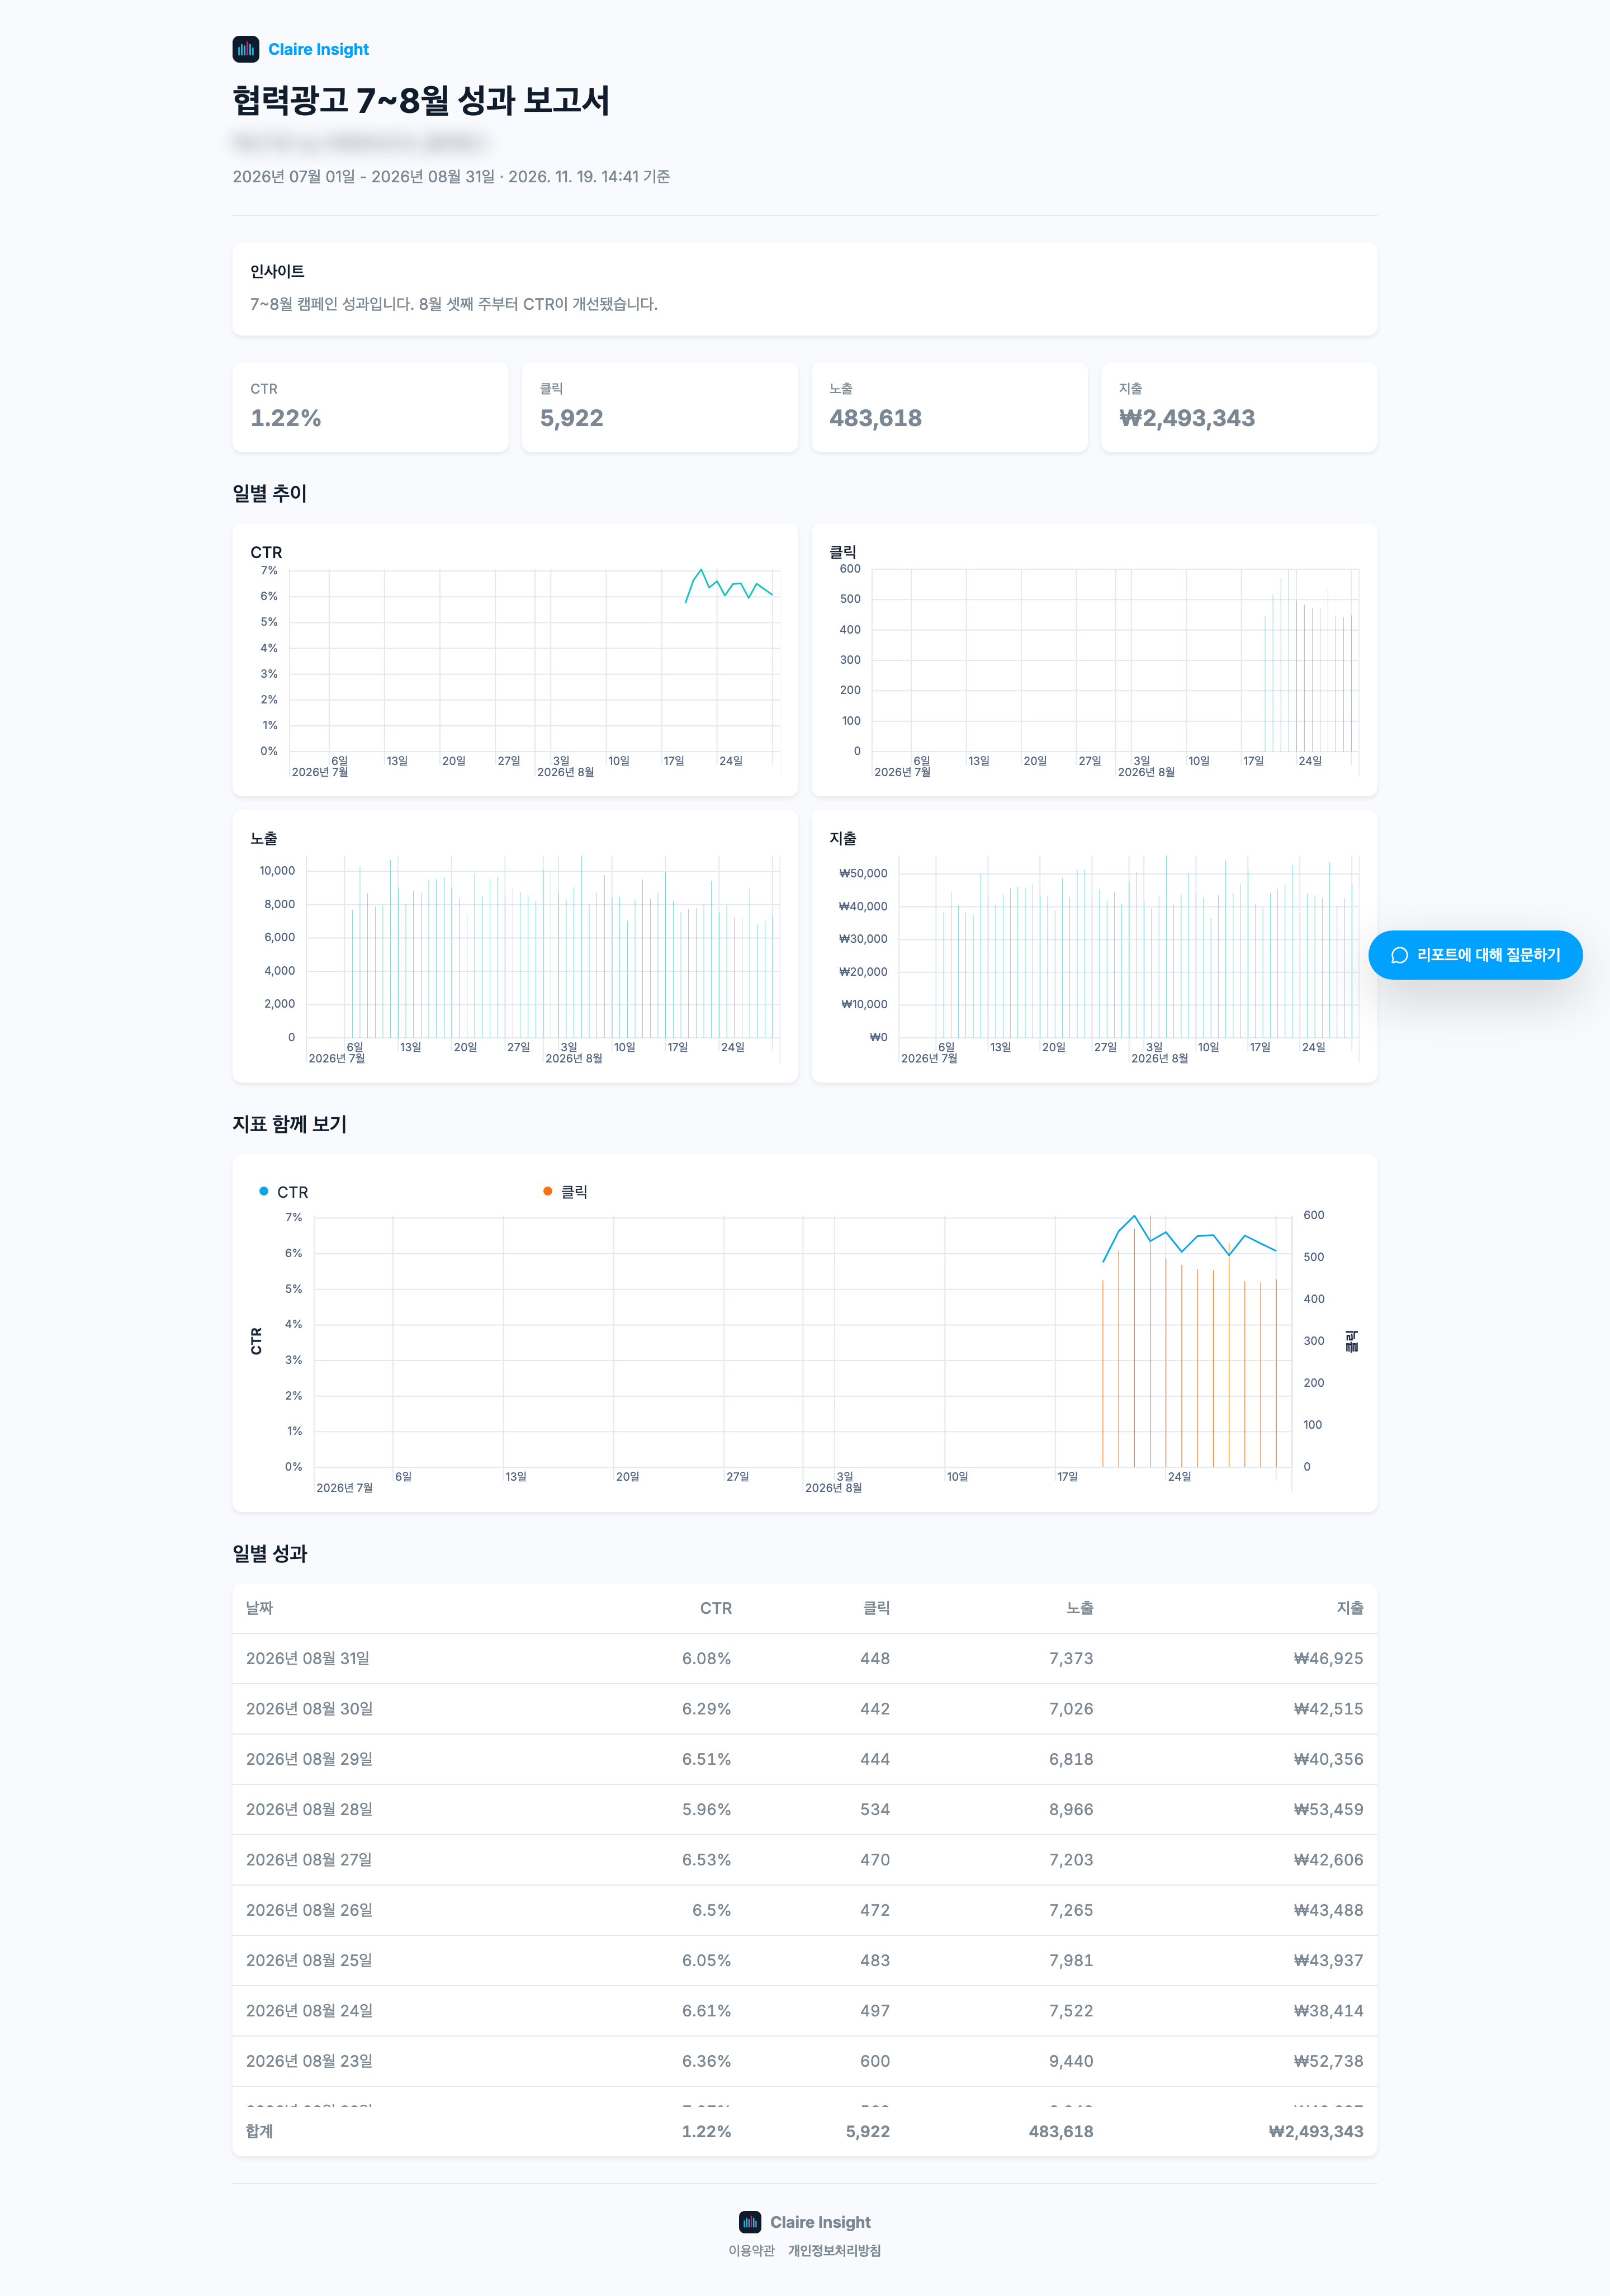 Claire Insight
협력광고 7~8월 성과 보고서
2026년 07월 01일 - 2026년 08월 31일 · 2026. 11. 19. 14:41 기준
인사이트
7~8월 캠페인 성과입니다. 8월 셋째 주부터 CTR이 개선됐습니다.
CTR 클릭 노출 지출
1.22% 5,922 483,618 ₩2,493,343
일별 추이
CTR
7%
6%
5%
4%
3%
2%
1%
0%
6일 13일 20일 27일 3일 10일 17일 24일
2026년 7월 2026년 8월
클릭
600
500
400
300
200
100
0
6일 13일 20일 27일 3일 10일 17일 24일
2026년 7월 2026년 8월
노출
10,000
8,000
6,000
4,000
2,000
0
6일 13일 20일 27일 3일 10일 17일 24일
2026년 7월 2026년 8월
지출
₩50,000
₩40,000
₩30,000
₩20,000
₩10,000
₩0
6일 13일 20일 27일 3일 10일 17일 24일
2026년 7월 2026년 8월
리포트에 대해 질문하기
지표 함께 보기
CTR 클릭
7%
6%
5%
4%
3%
2%
1%
0%
CTR
600
500
400
300
200
100
0
클릭
6일 13일 20일 27일 3일 10일 17일 24일
2026년 7월 2026년 8월
일별 성과
날짜 CTR 클릭 노출 지출
2026년 08월 31일 6.08% 448 7,373 ₩46,925
2026년 08월 30일 6.29% 442 7,026 ₩42,515
2026년 08월 29일 6.51% 444 6,818 ₩40,356
2026년 08월 28일 5.96% 534 8,966 ₩53,459
2026년 08월 27일 6.53% 470 7,203 ₩42,606
2026년 08월 26일 6.5% 472 7,265 ₩43,488
2026년 08월 25일 6.05% 483 7,981 ₩43,937
2026년 08월 24일 6.61% 497 7,522 ₩38,414
2026년 08월 23일 6.36% 600 9,440 ₩52,738
합계 1.22% 5,922 483,618 ₩2,493,343
Claire Insight
이용약관 개인정보처리방침